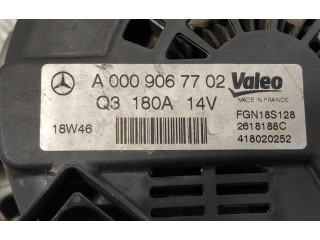 A 000 906 77 02 Valeo
MADE IN FRANCE
Q3 180A 14V
FGN18S128
18W46
2618188C
418020252